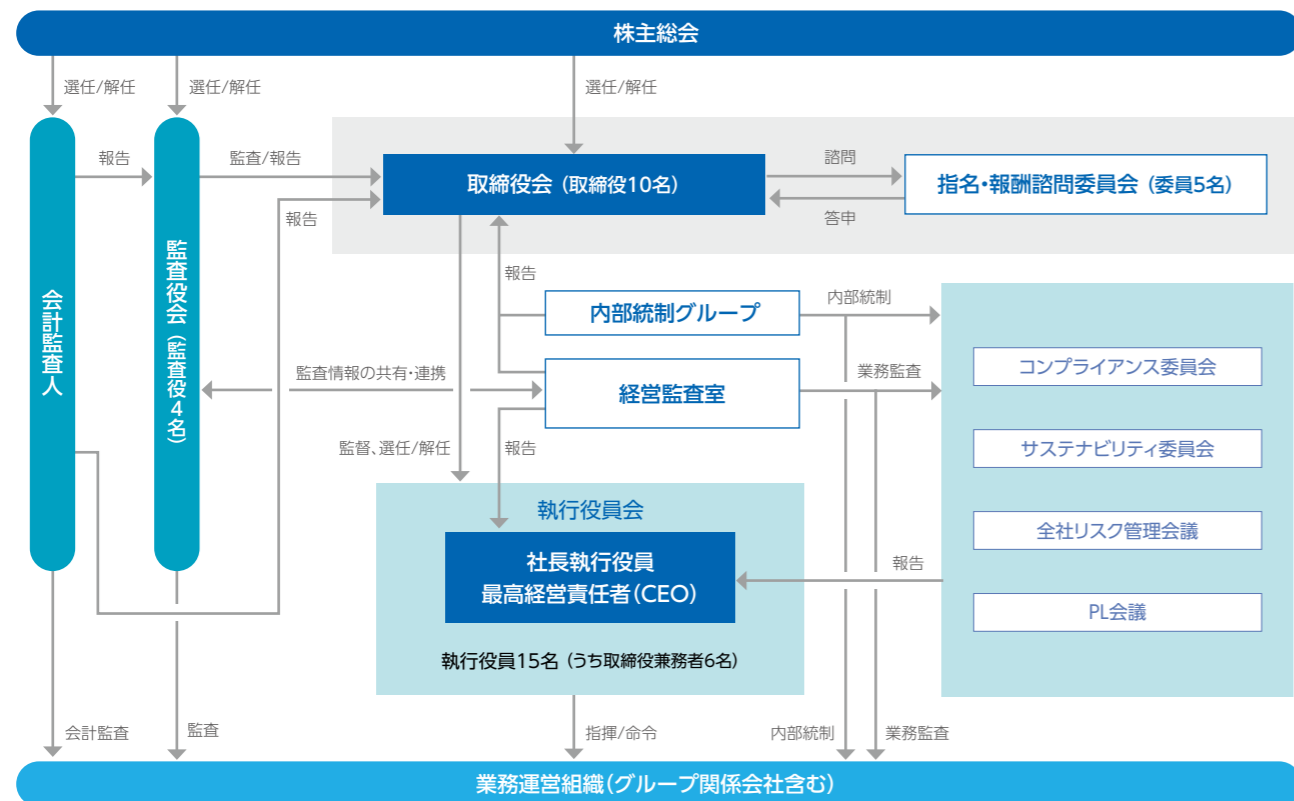 株主総会
選任/解任
選任/解任
選任/解任
会計監査人
報告
監査役会（監査役4名）
監査/報告
報告
取締役会（取締役10名）
諮問
答申
指名・報酬諮問委員会（委員5名）
報告
内部統制グループ
内部統制
監査情報の共有・連携
経営監査室
業務監査
監督、選任/解任
報告
コンプライアンス委員会
サステナビリティ委員会
全社リスク管理会議
PL会議
執行役員会
社長執行役員
最高経営責任者（CEO）
報告
執行役員15名（うち取締役兼務者6名）
会計監査
監査
指揮/命令
内部統制
業務監査
業務運営組織（グループ関係会社含む）